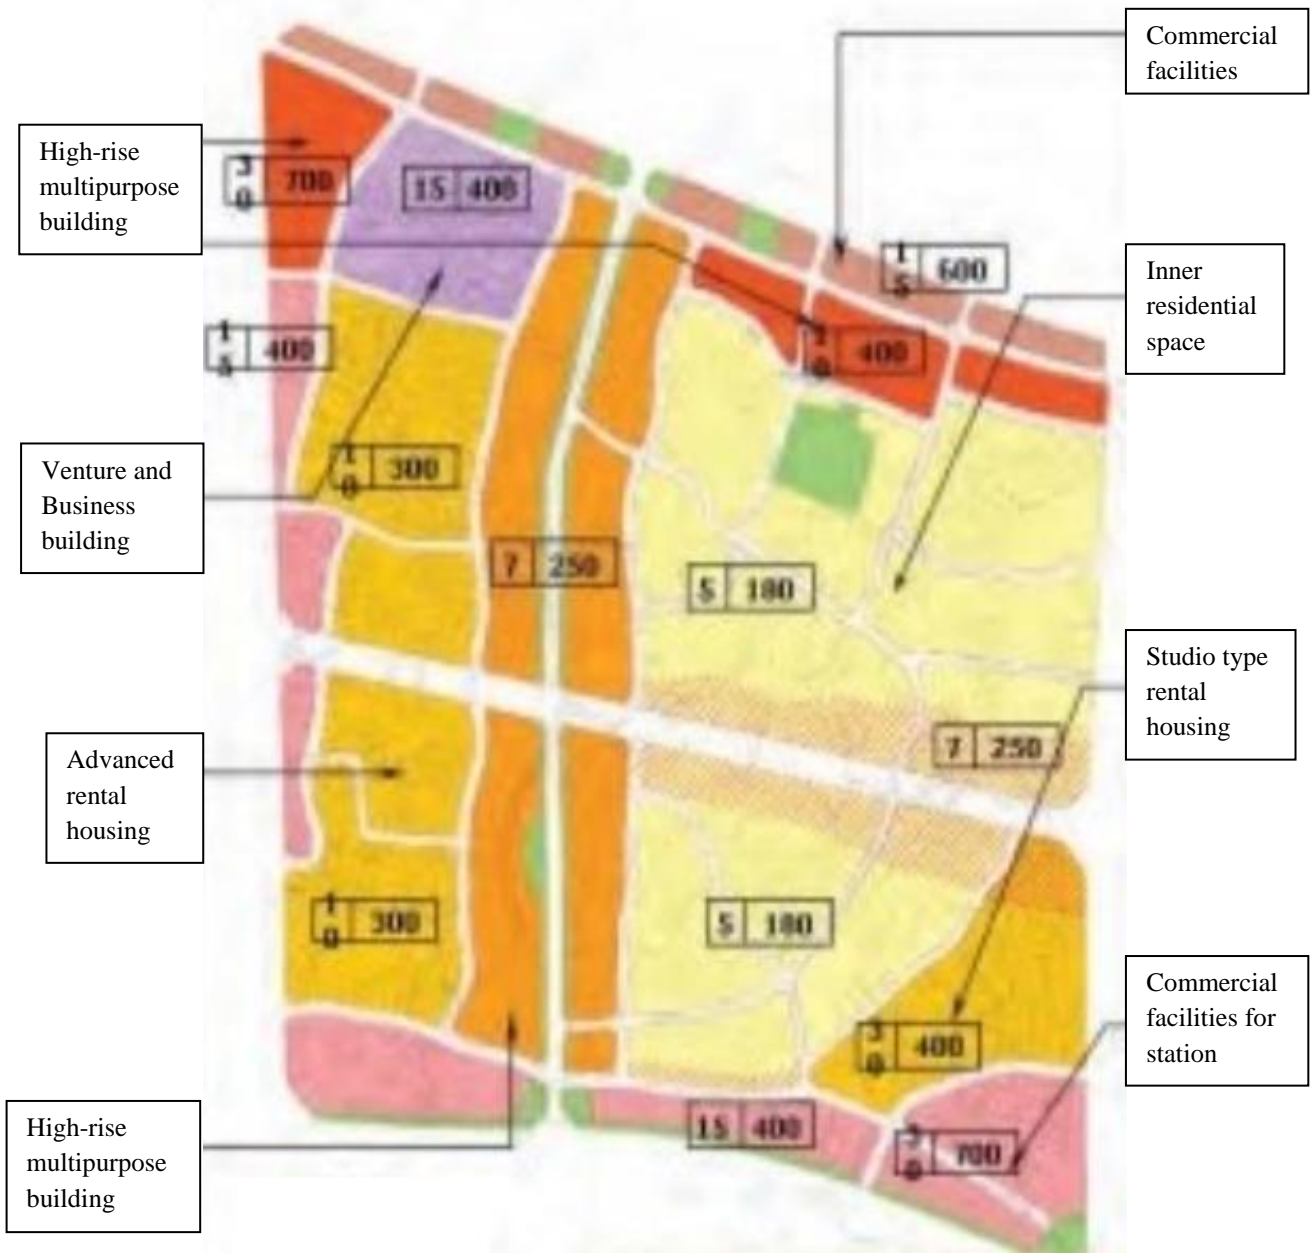 Commercial
facilities
High-rise
multipurpose
building
3
0 700
15 400
1
5 600
Inner
residential
space
1
5 400
400
Venture and
Business
building
1
0 300
7 250
5 180
Studio type
rental
housing
7 250
Advanced
rental
housing
1
0 300
5 180
Commercial
facilities for
station
3
0 400
High-rise
multipurpose
building
15 400
3
0 700